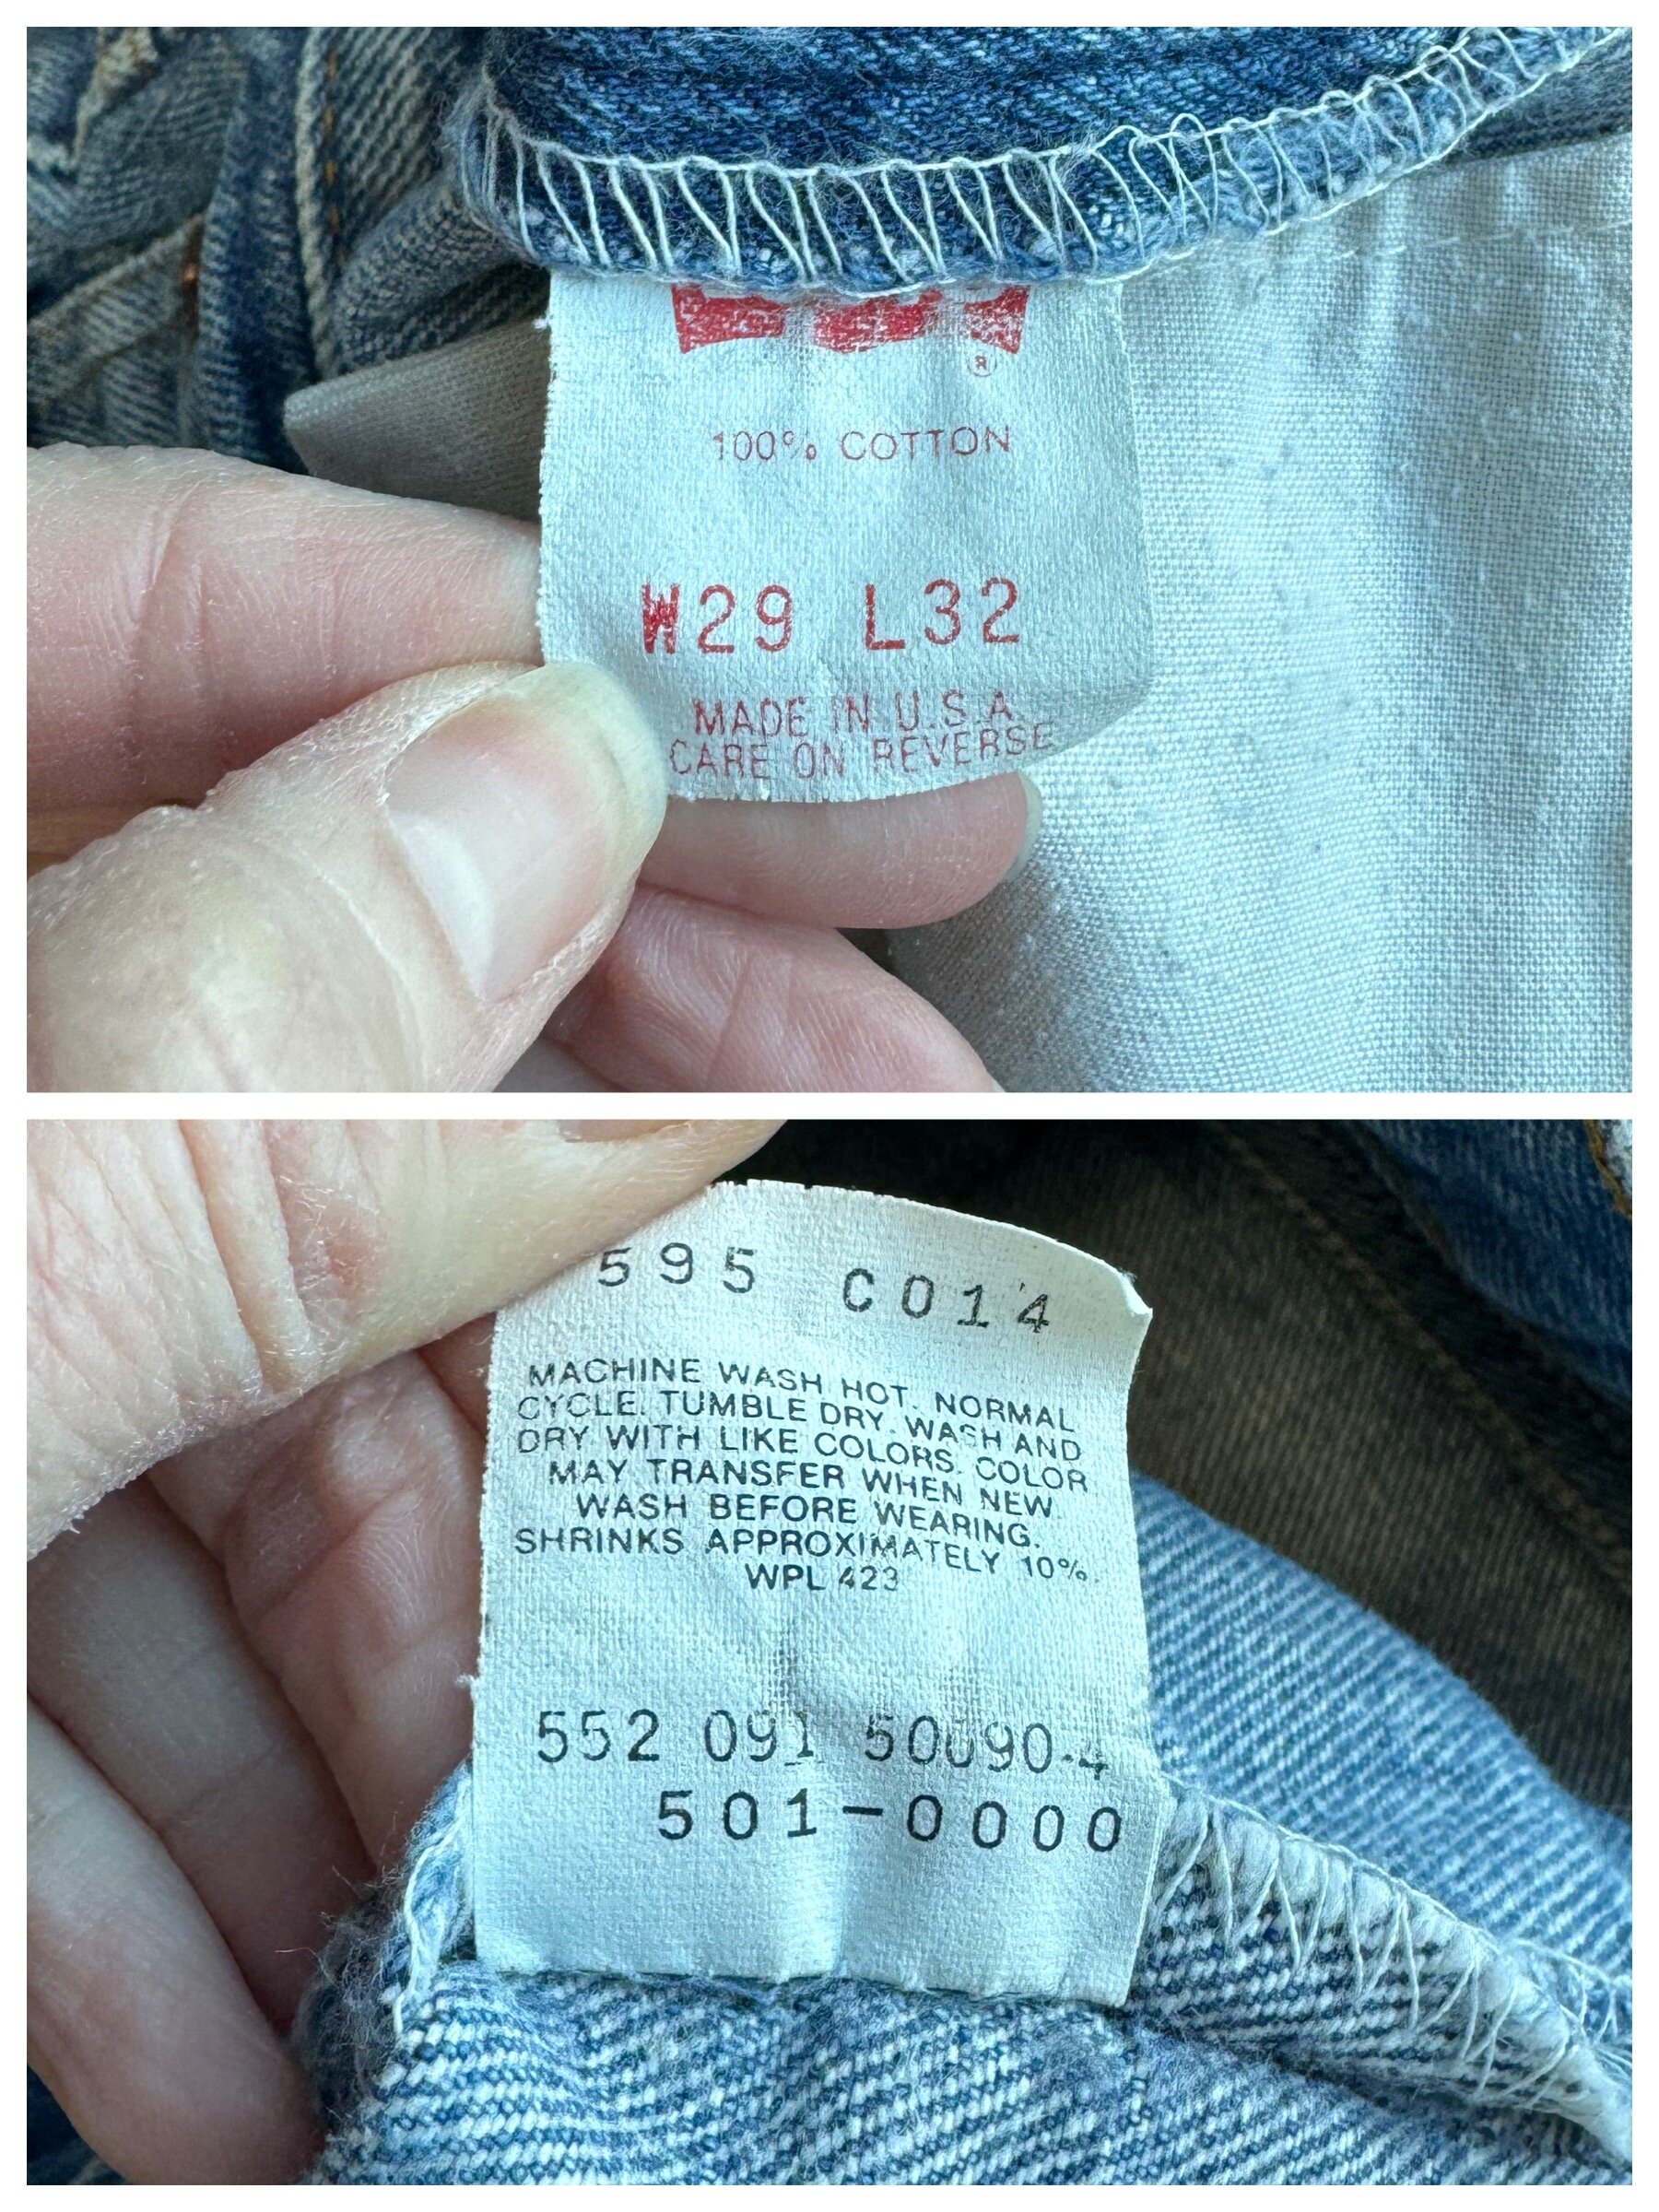 ®
100% COTTON
W29 L32
MADE IN U.S.A.
CARE ON REVERSE
595 C014
MACHINE WASH HOT. NORMAL
CYCLE. TUMBLE DRY. WASH AND
DRY WITH LIKE COLORS. COLOR
MAY TRANSFER WHEN NEW
WASH BEFORE WEARING.
SHRINKS APPROXIMATELY 10%.
WPL 423
552 091 50090-4
501-0000